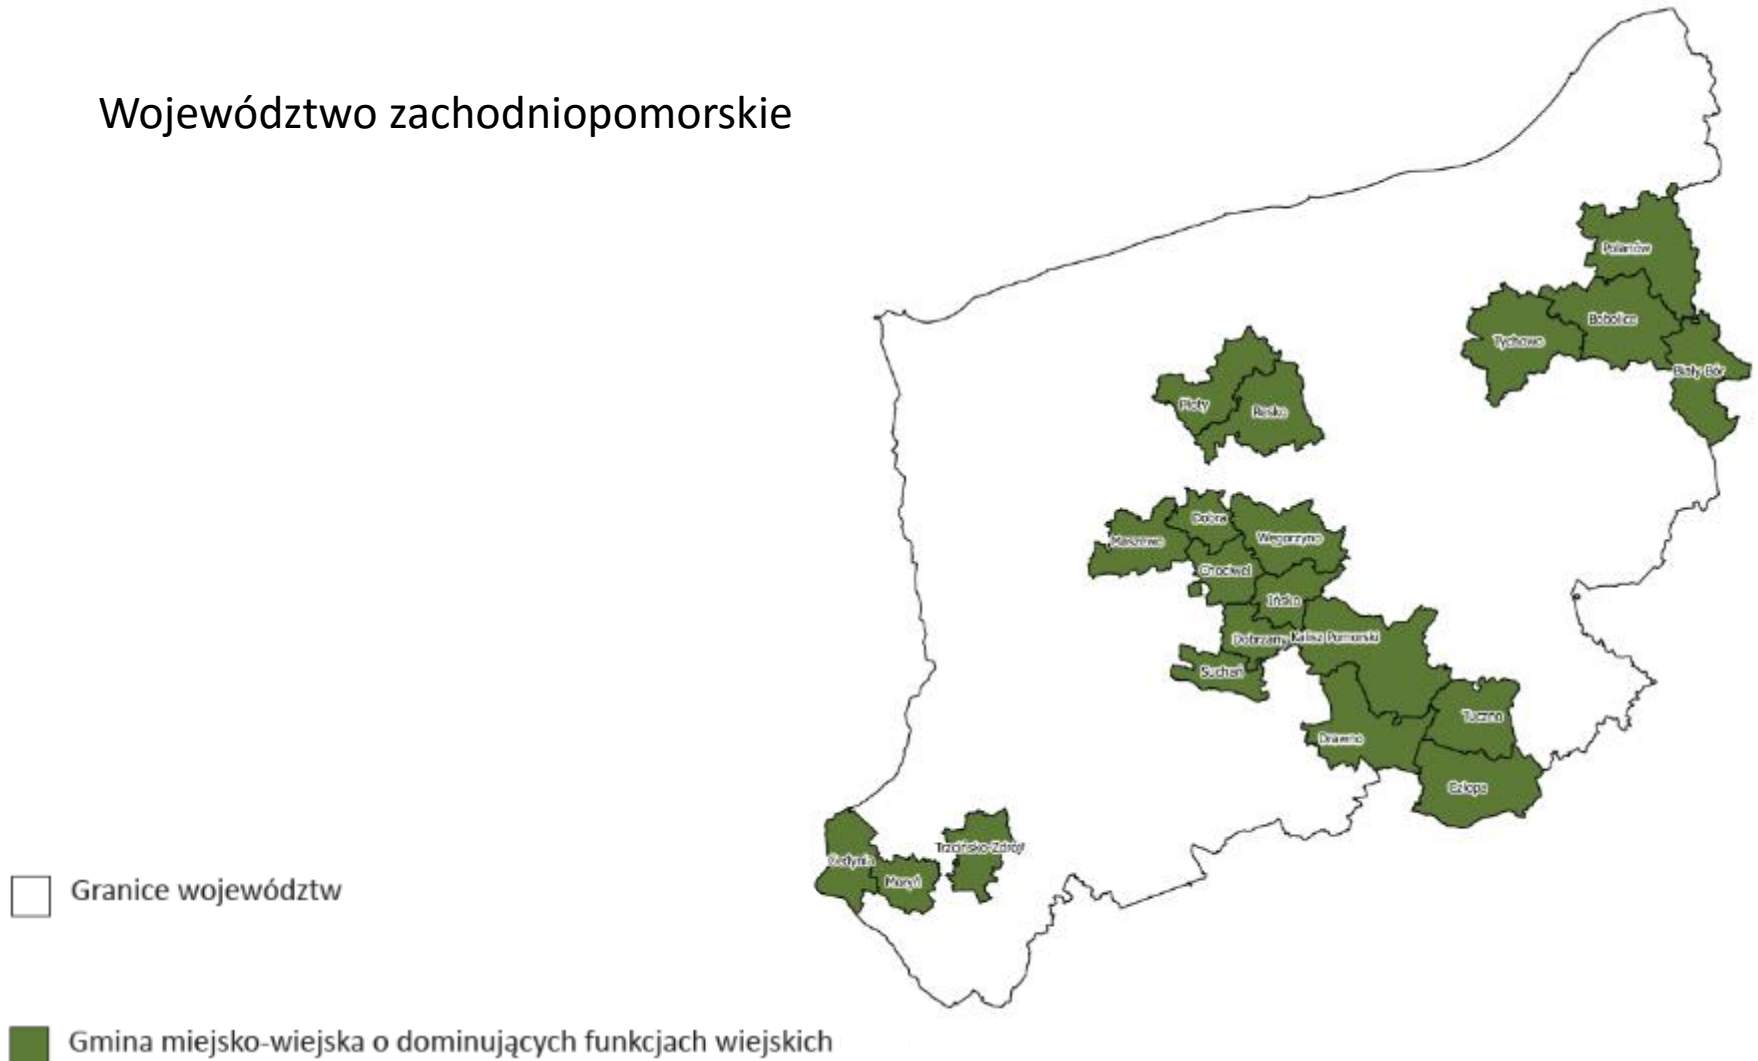 Województwo zachodniopomorskie
Polanów
Bobolice
Tychowo
Biały Bór
Płoty
Resko
Dobra
Maszewo
Węgorzyno
Chociwel
Ińsko
Dobrzany
Kalisz Pomorski
Suchań
Tuczno
Drawno
Człopa
Trzcińsko-Zdrój
Cedynia
Moryń
Granice województw
Gmina miejsko-wiejska o dominujących funkcjach wiejskich